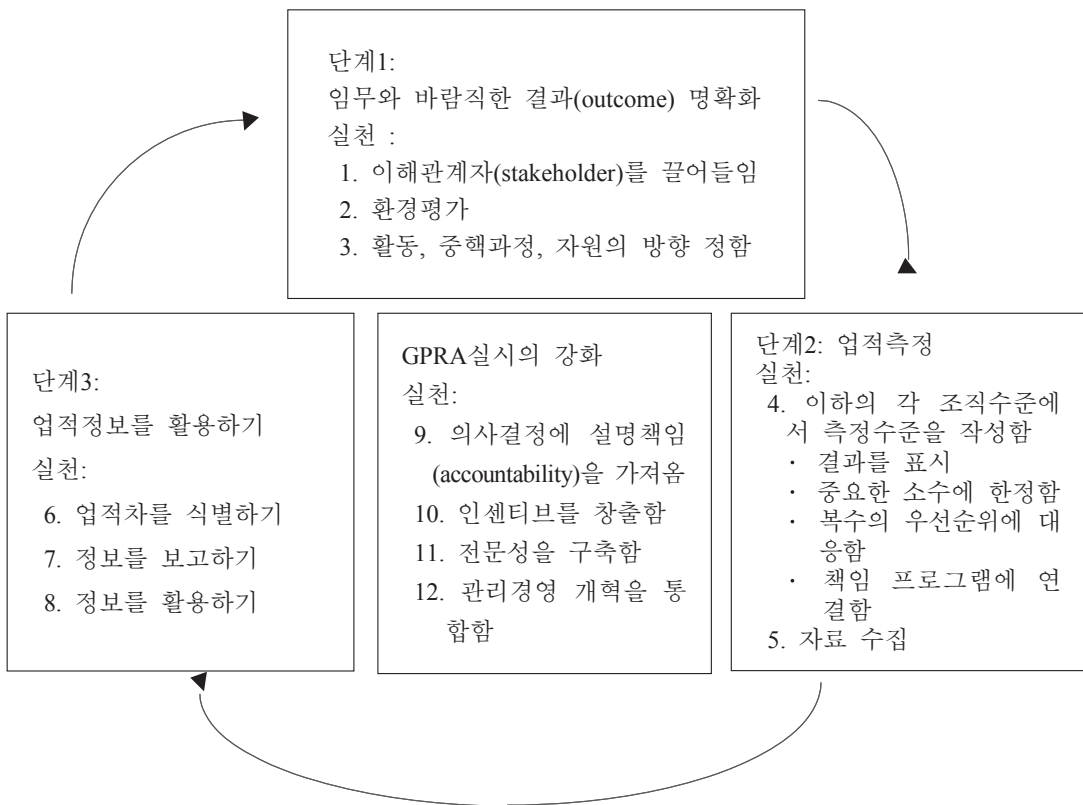 단계1:
임무와 바람직한 결과(outcome) 명확화
실천 :
1. 이해관계자(stakeholder)를 끌어들임
2. 환경평가
3. 활동, 중핵과정, 자원의 방향 정함
단계3:
업적정보를 활용하기
실천:
6. 업적차를 식별하기
7. 정보를 보고하기
8. 정보를 활용하기
GPRA실시의 강화
실천:
9. 의사결정에 설명책임
(accountability)을 가져옴
10. 인센티브를 창출함
11. 전문성을 구축함
12. 관리경영 개혁을 통
합함
단계2: 업적측정
실천:
4. 이하의 각 조직수준에
서 측정수준을 작성함
· 결과를 표시
· 중요한 소수에 한정함
· 복수의 우선순위에 대
응함
· 책임 프로그램에 연
결함
5. 자료 수집